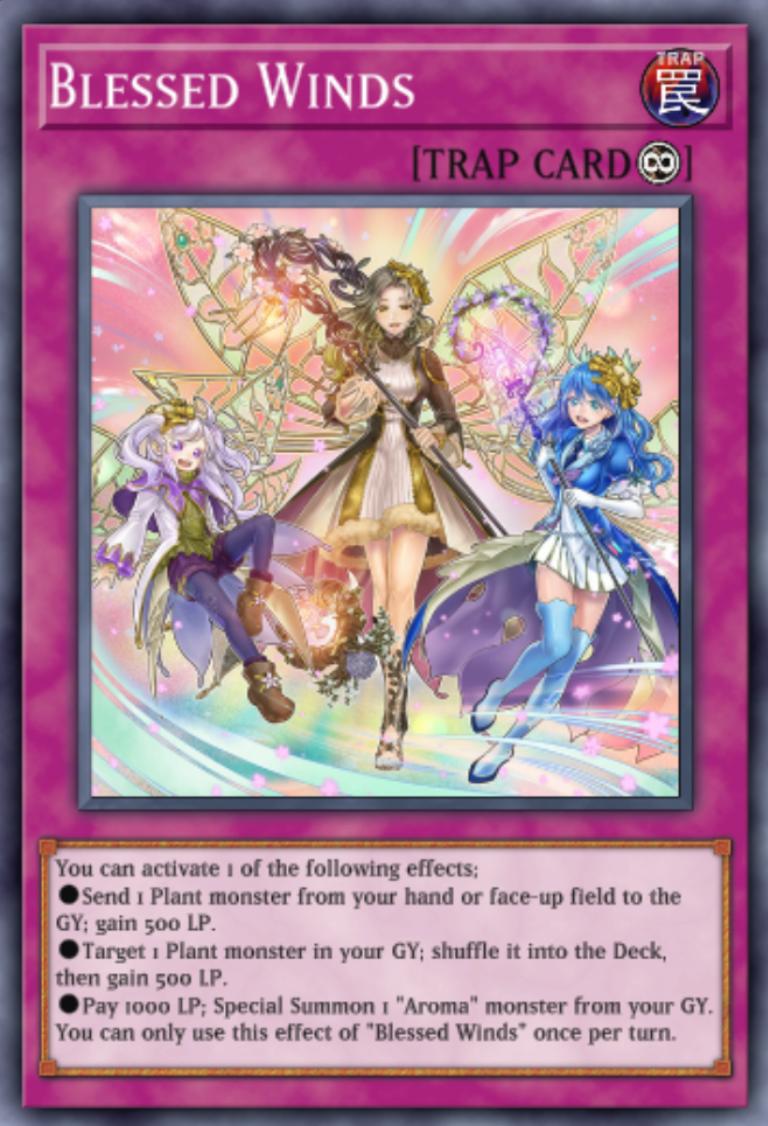 BLESSED WINDS
TRAP
罠
[TRAP CARD ∞]
You can activate 1 of the following effects;
●Send 1 Plant monster from your hand or face-up field to the
GY; gain 500 LP.
●Target 1 Plant monster in your GY; shuffle it into the Deck,
then gain 500 LP.
●Pay 1000 LP; Special Summon 1 "Aroma" monster from your GY.
You can only use this effect of "Blessed Winds" once per turn.